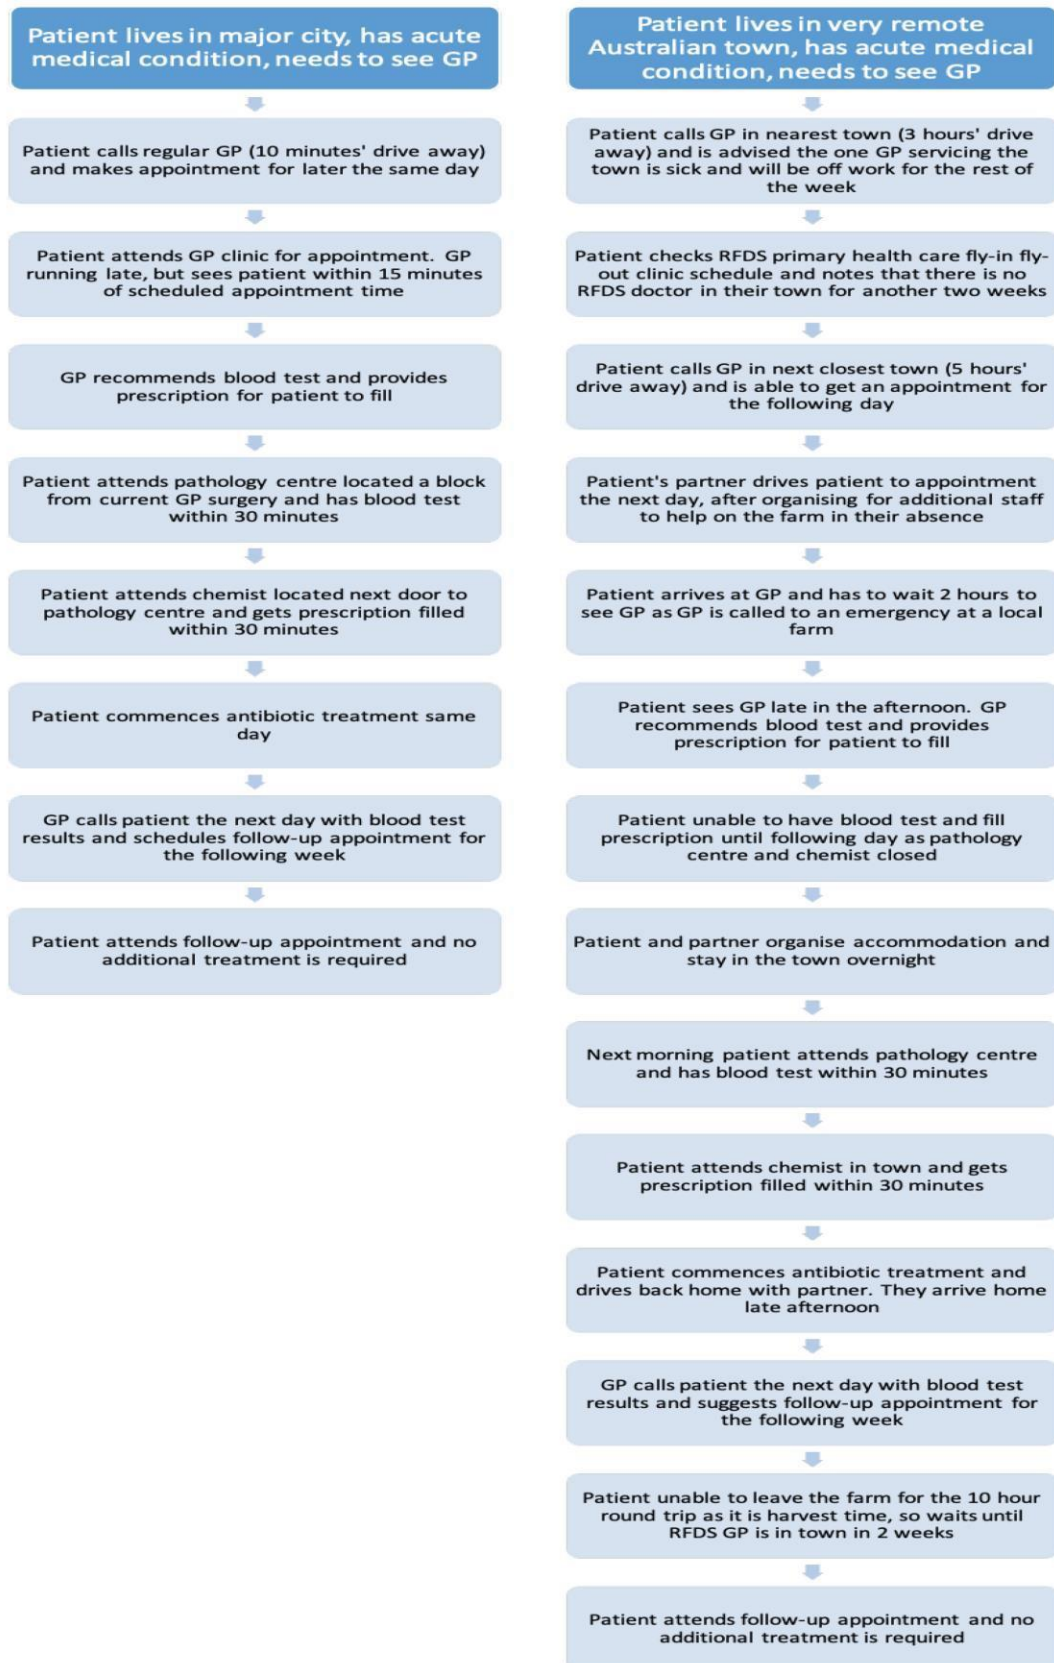 Patient lives in major city, has acute
medical condition, needs to see GP
Patient calls regular GP (10 minutes' drive away)
and makes appointment for later the same day
Patient attends GP clinic for appointment. GP
running late, but sees patient within 15 minutes
of scheduled appointment time
GP recommends blood test and provides
prescription for patient to fill
Patient attends pathology centre located a block
from current GP surgery and has blood test
within 30 minutes
Patient attends chemist located next door to
pathology centre and gets prescription filled
within 30 minutes
Patient commences antibiotic treatment same
day
GP calls patient the next day with blood test
results and schedules follow-up appointment for
the following week
Patient attends follow-up appointment and no
additional treatment is required
Patient lives in very remote
Australian town, has acute medical
condition, needs to see GP
Patient calls GP in nearest town (3 hours' drive
away) and is advised the one GP servicing the
town is sick and will be off work for the rest of
the week
Patient checks RFDS primary health care fly-in fly-
out clinic schedule and notes that there is no
RFDS doctor in their town for another two weeks
Patient calls GP in next closest town (5 hours'
drive away) and is able to get an appointment for
the following day
Patient's partner drives patient to appointment
the next day, after organising for additional staff
to help on the farm in their absence
Patient arrives at GP and has to wait 2 hours to
see GP as GP is called to an emergency at a local
farm
Patient sees GP late in the afternoon. GP
recommends blood test and provides
prescription for patient to fill
Patient unable to have blood test and fill
prescription until following day as pathology
centre and chemist closed
Patient and partner organise accommodation and
stay in the town overnight
Next morning patient attends pathology centre
and has blood test within 30 minutes
Patient attends chemist in town and gets
prescription filled within 30 minutes
Patient commences antibiotic treatment and
drives back home with partner. They arrive home
late afternoon
GP calls patient the next day with blood test
results and suggests follow-up appointment for
the following week
Patient unable to leave the farm for the 10 hour
round trip as it is harvest time, so waits until
RFDS GP is in town in 2 weeks
Patient attends follow-up appointment and no
additional treatment is required